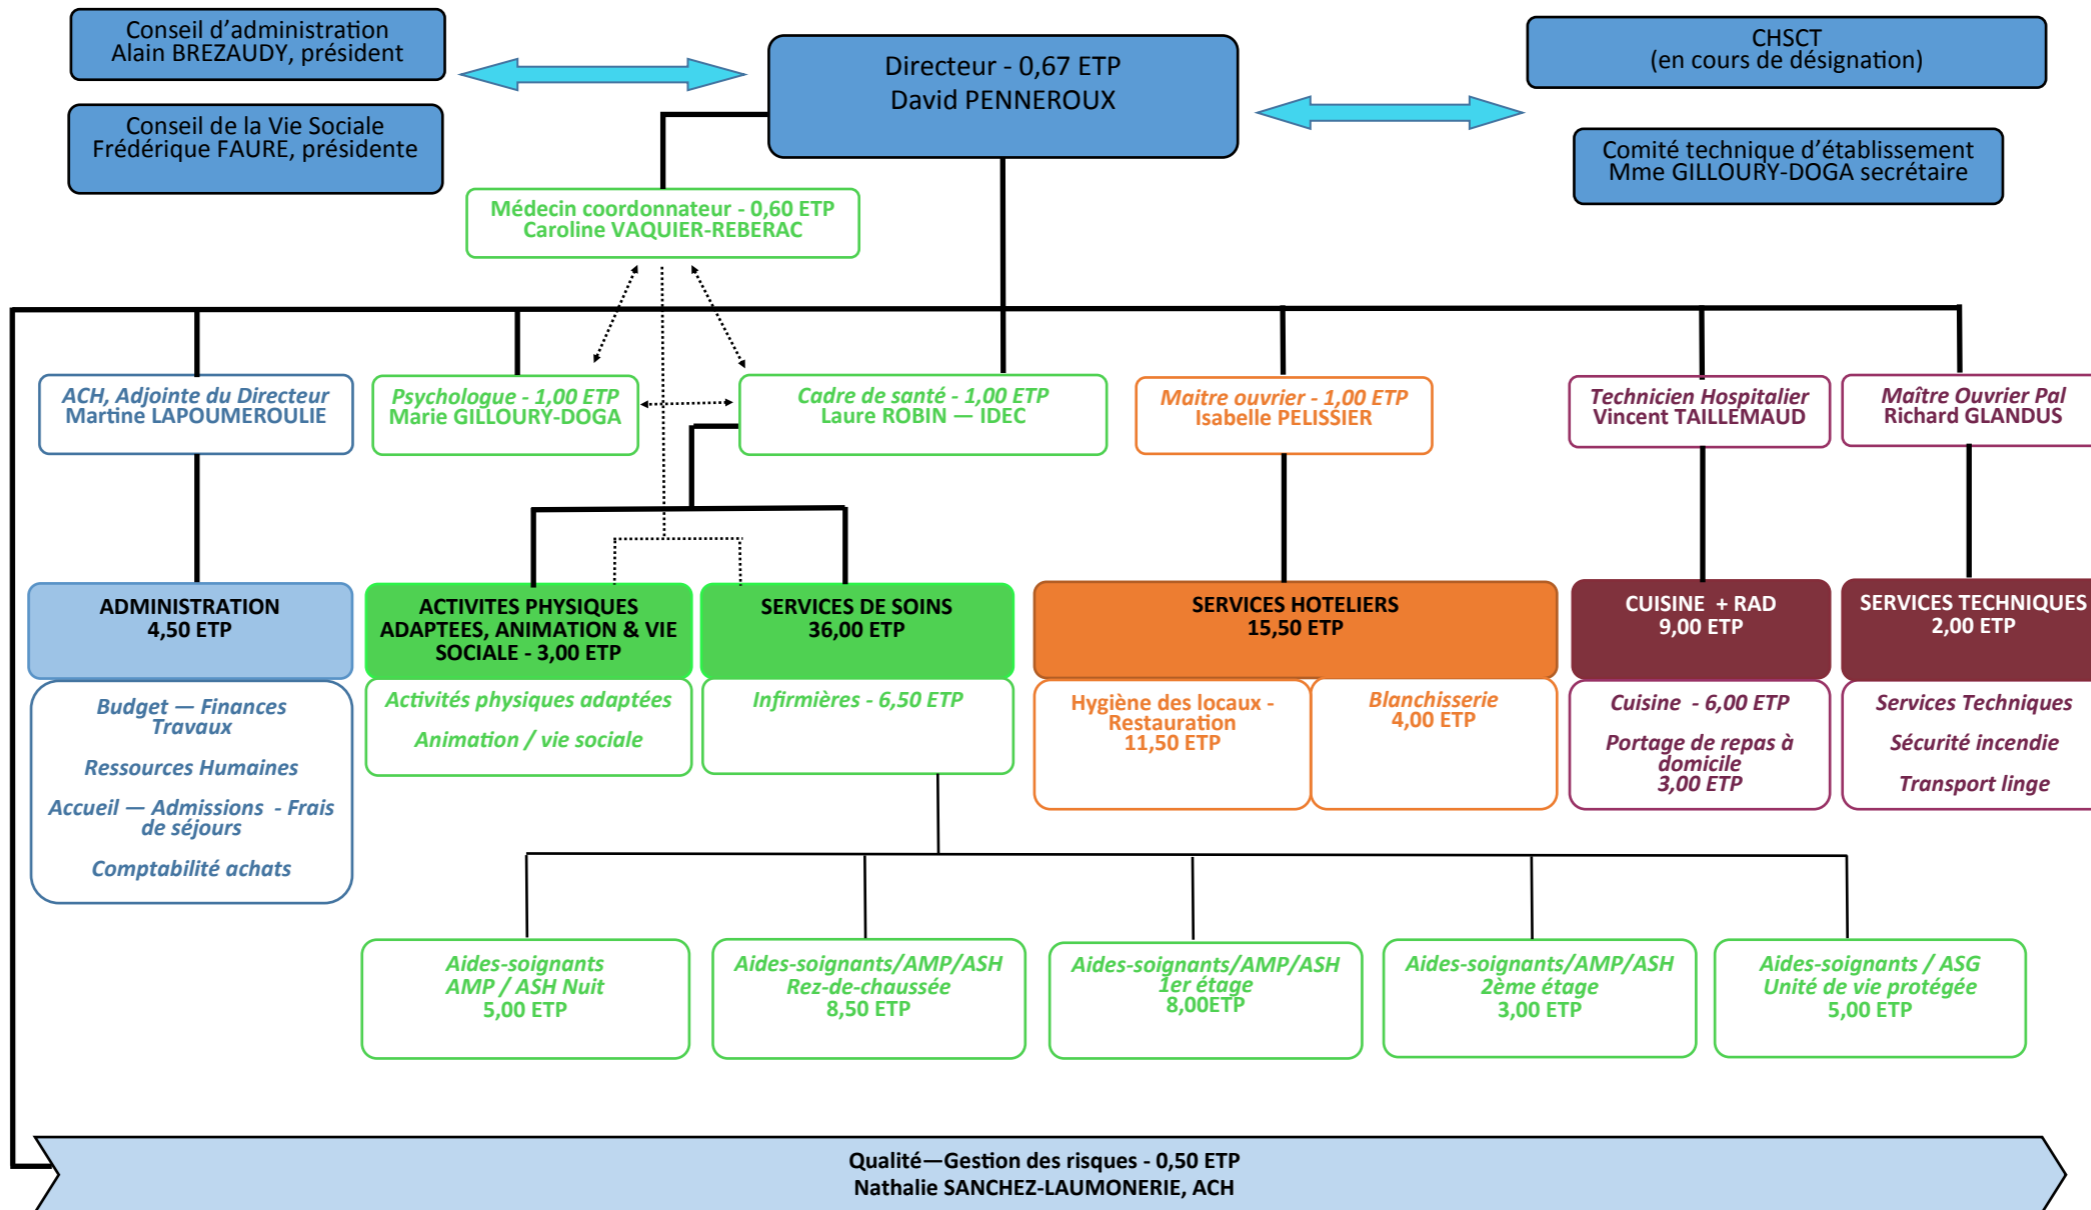 Conseil d’administration
Alain BREZAUDY, président
Conseil de la Vie Sociale
Frédérique FAURE, présidente
Directeur - 0,67 ETP
David PENNEROUX
CHSCT
(en cours de désignation)
Comité technique d’établissement
Mme GILLOURY-DOGA secrétaire
Médecin coordonnateur - 0,60 ETP
Caroline VAQUIER-REBERAC
ACH, Adjointe du Directeur
Martine LAPOUMEROULIE
Psychologue - 1,00 ETP
Marie GILLOURY-DOGA
Cadre de santé - 1,00 ETP
Laure ROBIN — IDEC
Maitre ouvrier - 1,00 ETP
Isabelle PELISSIER
Technicien Hospitalier
Vincent TAILLEMAUD
Maître Ouvrier Pal
Richard GLANDUS
ADMINISTRATION
4,50 ETP
ACTIVITES PHYSIQUES
ADAPTEES, ANIMATION & VIE
SOCIALE - 3,00 ETP
SERVICES DE SOINS
36,00 ETP
SERVICES HOTELIERS
15,50 ETP
CUISINE + RAD
9,00 ETP
SERVICES TECHNIQUES
2,00 ETP
Budget — Finances
Travaux
Ressources Humaines
Accueil — Admissions - Frais
de séjours
Comptabilité achats
Activités physiques adaptées
Animation / vie sociale
Infirmières - 6,50 ETP
Hygiène des locaux -
Restauration
11,50 ETP
Blanchisserie
4,00 ETP
Cuisine - 6,00 ETP
Portage de repas à
domicile
3,00 ETP
Services Techniques
Sécurité incendie
Transport linge
Aides-soignants
AMP / ASH Nuit
5,00 ETP
Aides-soignants/AMP/ASH
Rez-de-chaussée
8,50 ETP
Aides-soignants/AMP/ASH
1er étage
8,00ETP
Aides-soignants/AMP/ASH
2ème étage
3,00 ETP
Aides-soignants / ASG
Unité de vie protégée
5,00 ETP
Qualité—Gestion des risques - 0,50 ETP
Nathalie SANCHEZ-LAUMONERIE, ACH